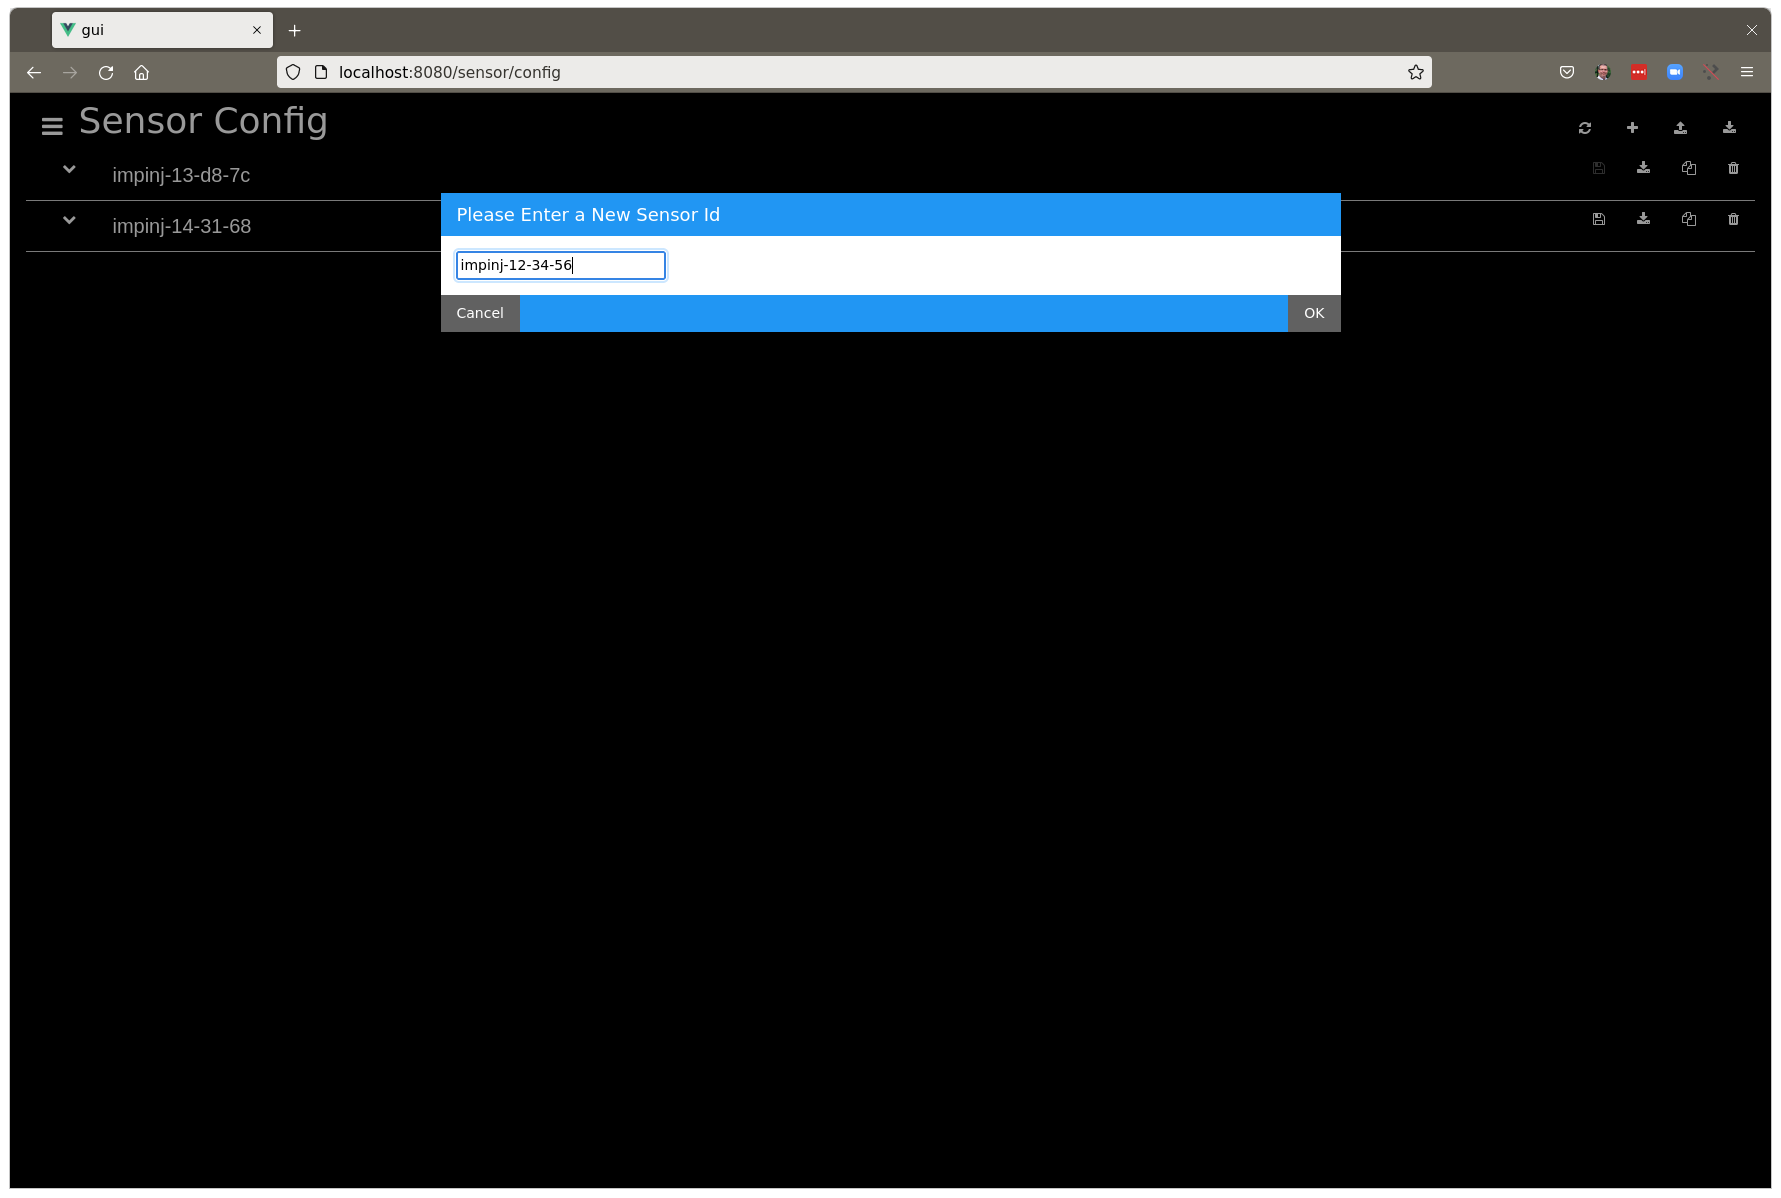 gui
localhost:8080/sensor/config
Sensor Config
impinj-13-d8-7c
impinj-14-31-68
Please Enter a New Sensor Id
impinj-12-34-56
Cancel
OK